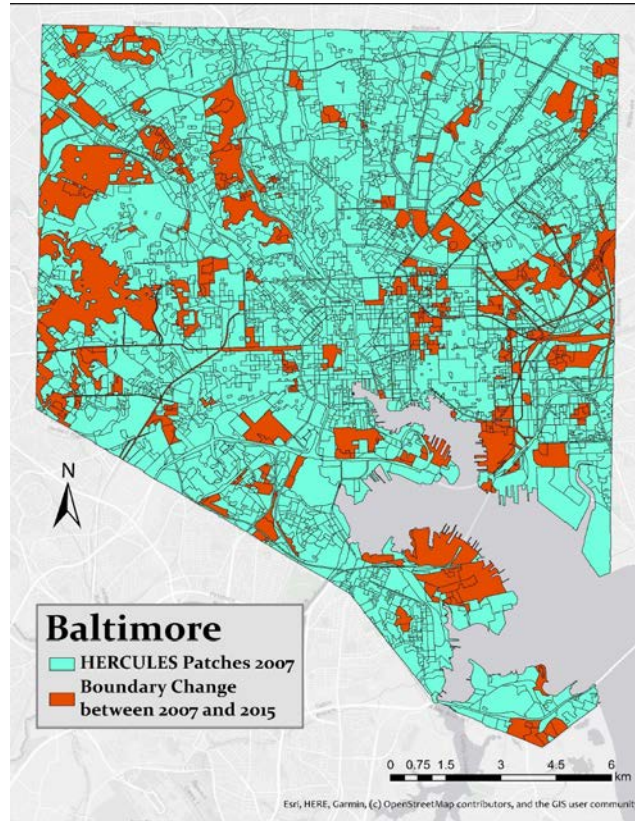 N
Baltimore
HERCULES Patches 2007
Boundary Change
between 2007 and 2015
0 0.75 1.5 3 4.5 6
km
Esri, HERE, Garmin, (c) OpenStreetMap contributors, and the GIS user community